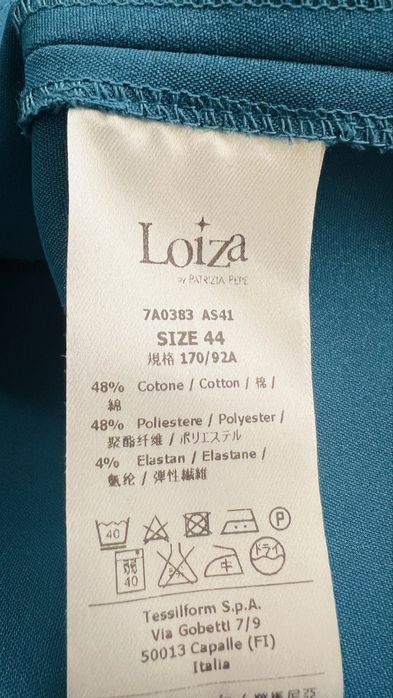 Loiza
BY PATRIZIA PEPE
7A0383 AS41
SIZE 44
規格 170/92A
48% Cotone / Cotton / 棉 /
綿
48% Poliestere / Polyester /
聚酯纤维 / ポリエステル
4% Elastan / Elastane /
氨纶 / 弾性繊維
40 P
弱 ドライ
40
Tessilform S.p.A.
Via Gobetti 7/9
50013 Capalle (FI)
Italia